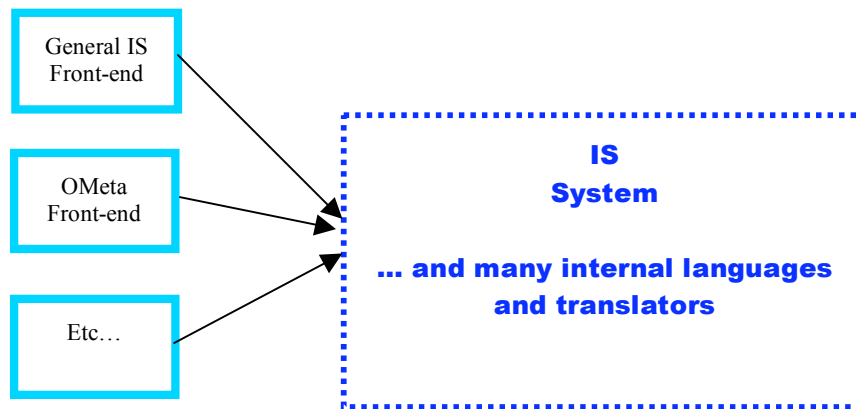 General IS
Front-end
OMeta
Front-end
Etc…
IS
System
... and many internal languages
and translators